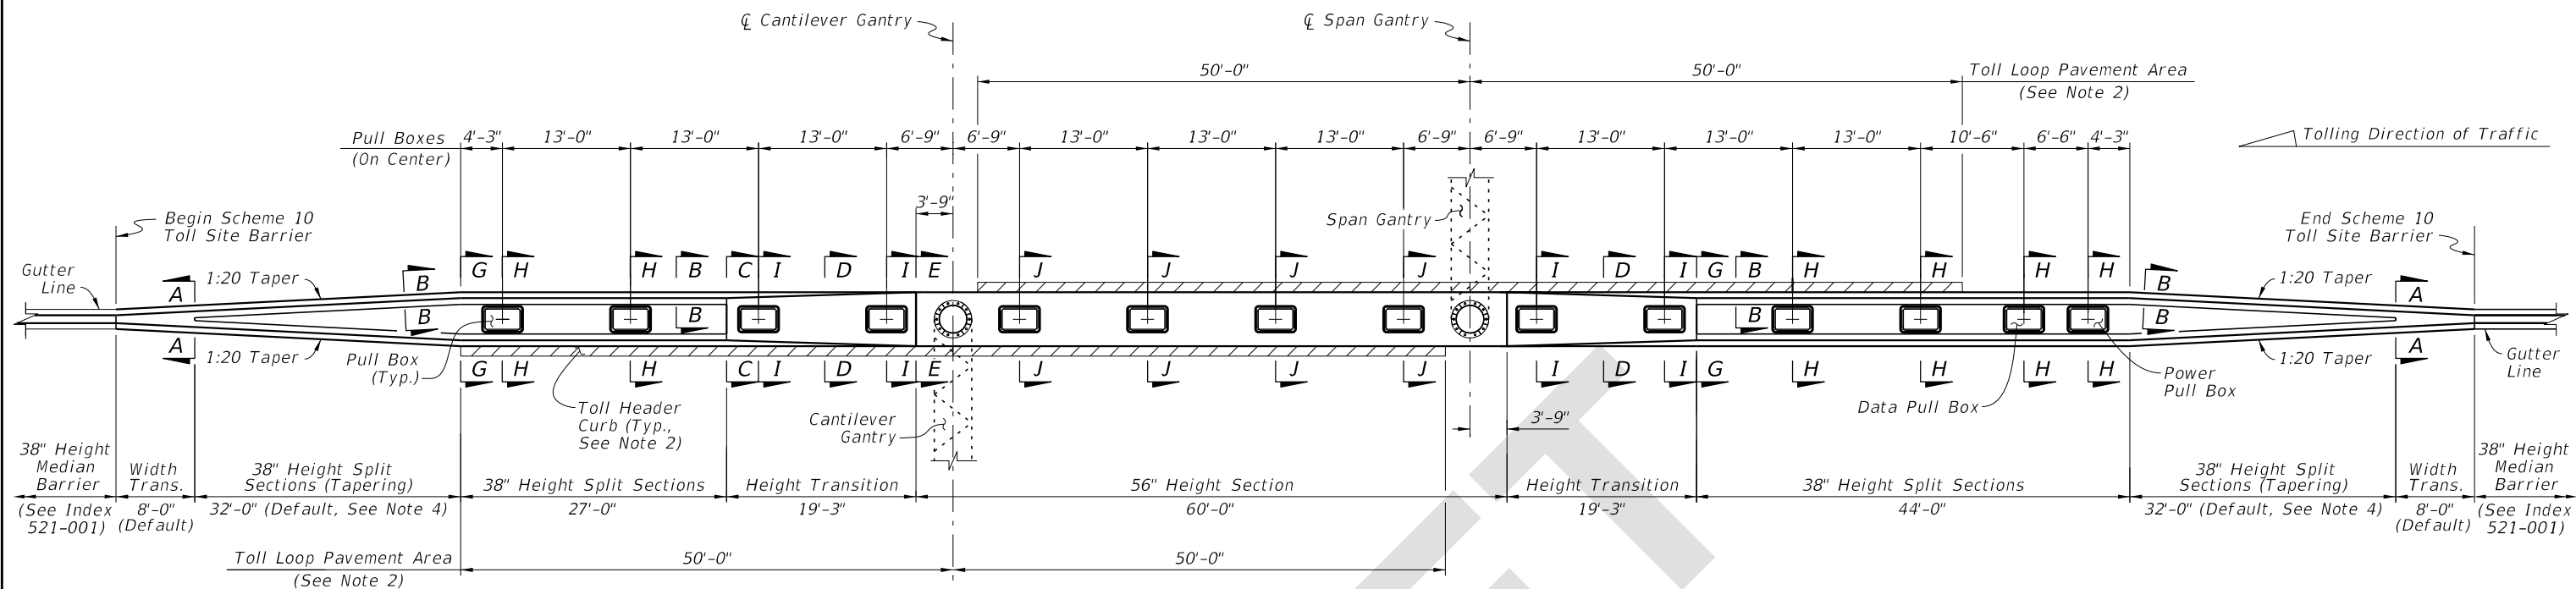 ℄ Cantilever Gantry
℄ Span Gantry
50'-0"
50'-0"
Toll Loop Pavement Area
(See Note 2)
Pull Boxes
(On Center)
4'-3"
13'-0"
13'-0"
13'-0"
6'-9"
6'-9"
13'-0"
13'-0"
13'-0"
6'-9"
6'-9"
13'-0"
13'-0"
13'-0"
10'-6"
6'-6"
4'-3"
Tolling Direction of Traffic
3'-9"
Begin Scheme 10
Toll Site Barrier
Span Gantry
End Scheme 10
Toll Site Barrier
Gutter
Line
A
1:20 Taper
B
G
H
H
B
C
I
D
I
E
J
J
J
J
I
D
I
G
B
H
H
H
H
B
1:20 Taper
A
B
B
B
B
A
1:20 Taper
Pull Box
(Typ.)
G
H
H
C
I
D
I
E
J
J
J
J
I
D
I
G
H
H
H
H
1:20 Taper
A
Gutter
Line
Toll Header
Curb (Typ.,
See Note 2)
Cantilever
Gantry
3'-9"
Data Pull Box
Power
Pull Box
38" Height
Median
Barrier
(See Index
521-001)
Width
Trans.
8'-0"
(Default)
38" Height Split
Sections (Tapering)
32'-0" (Default, See Note 4)
38" Height Split Sections
27'-0"
Height Transition
19'-3"
56" Height Section
60'-0"
Height Transition
19'-3"
38" Height Split Sections
44'-0"
38" Height Split
Sections (Tapering)
32'-0" (Default, See Note 4)
Width
Trans.
8'-0"
(Default)
38" Height
Median
Barrier
(See Index
521-001)
Toll Loop Pavement Area
(See Note 2)
50'-0"
50'-0"